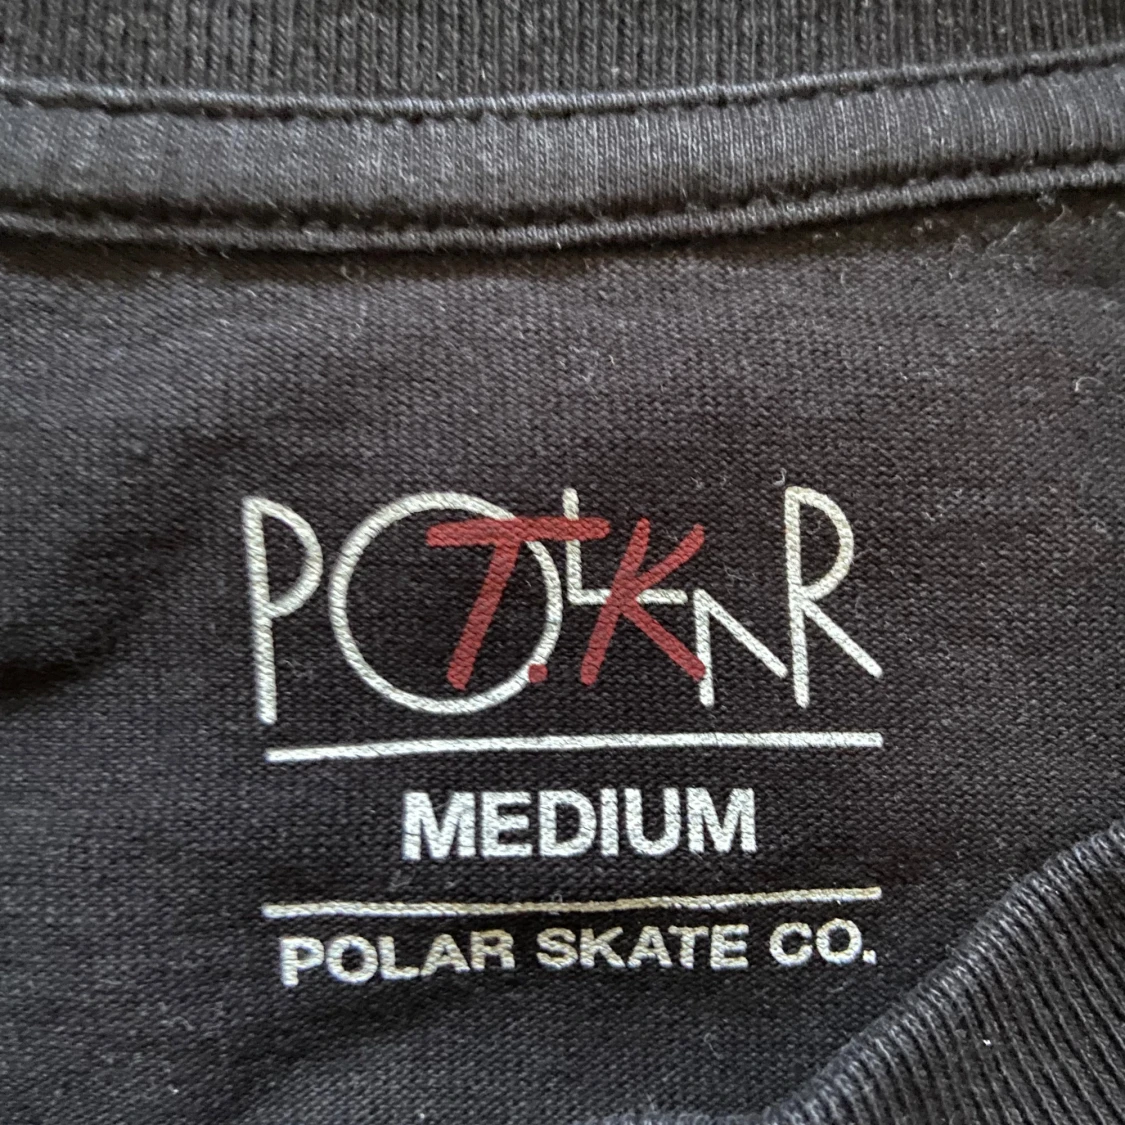 POLAR
T.K
MEDIUM
POLAR SKATE CO.